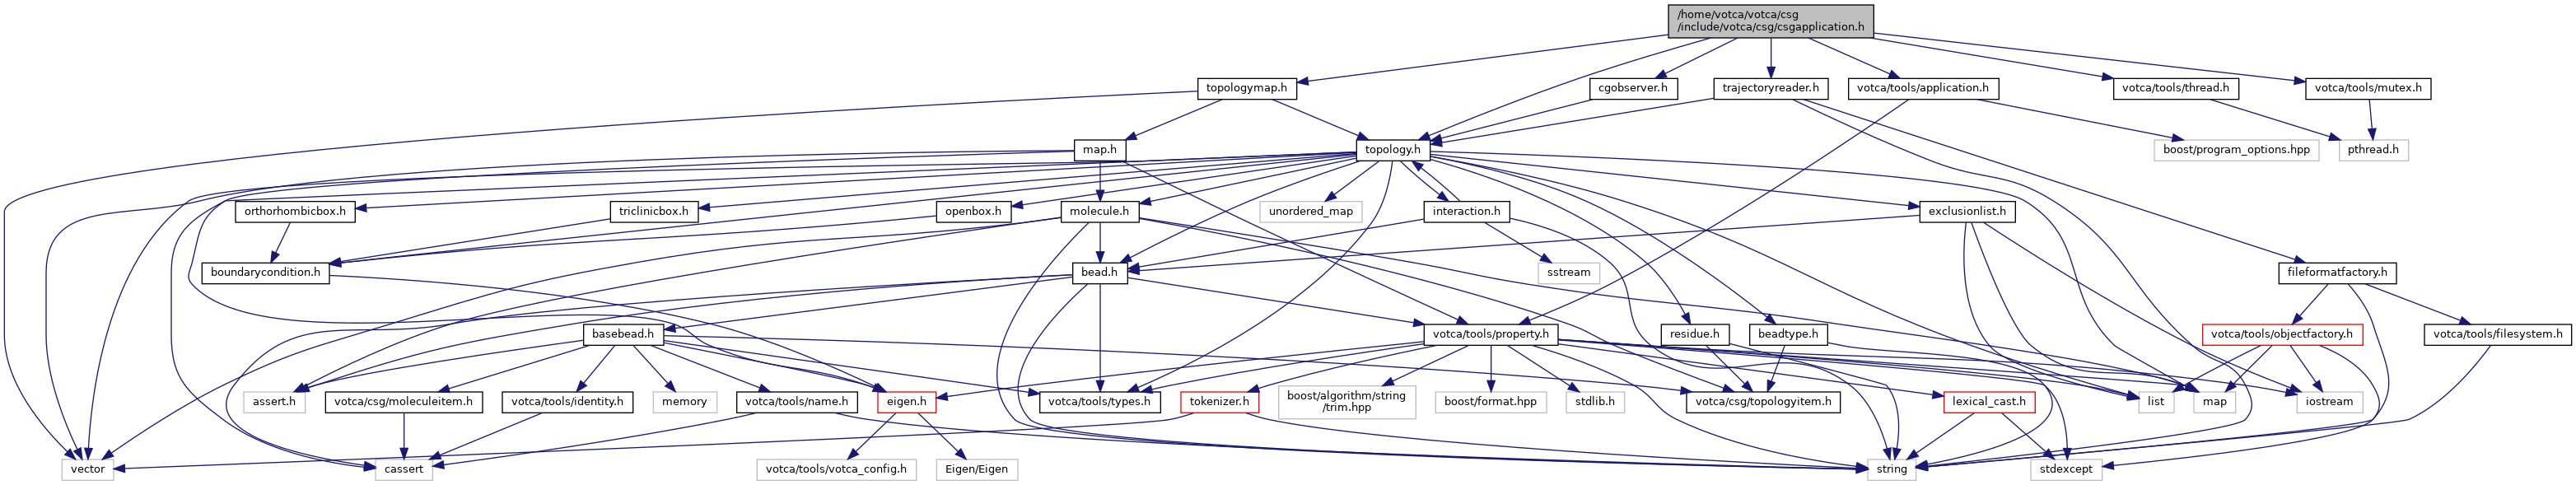 /home/votca/votca/csg
/include/votca/csg/csgapplication.h
topologymap.h
cgobserver.h
trajectoryreader.h
votca/tools/application.h
votca/tools/thread.h
votca/tools/mutex.h
map.h
topology.h
boost/program_options.hpp
pthread.h
orthorhombicbox.h
triclinicbox.h
openbox.h
molecule.h
unordered_map
interaction.h
exclusionlist.h
boundarycondition.h
bead.h
sstream
fileformatfactory.h
basebead.h
votca/tools/property.h
residue.h
beadtype.h
votca/tools/objectfactory.h
votca/tools/filesystem.h
assert.h
votca/csg/moleculeitem.h
votca/tools/identity.h
memory
votca/tools/name.h
eigen.h
votca/tools/types.h
tokenizer.h
boost/algorithm/string
/trim.hpp
boost/format.hpp
stdlib.h
votca/csg/topologyitem.h
lexical_cast.h
list
map
iostream
vector
cassert
votca/tools/votca_config.h
Eigen/Eigen
string
stdexcept